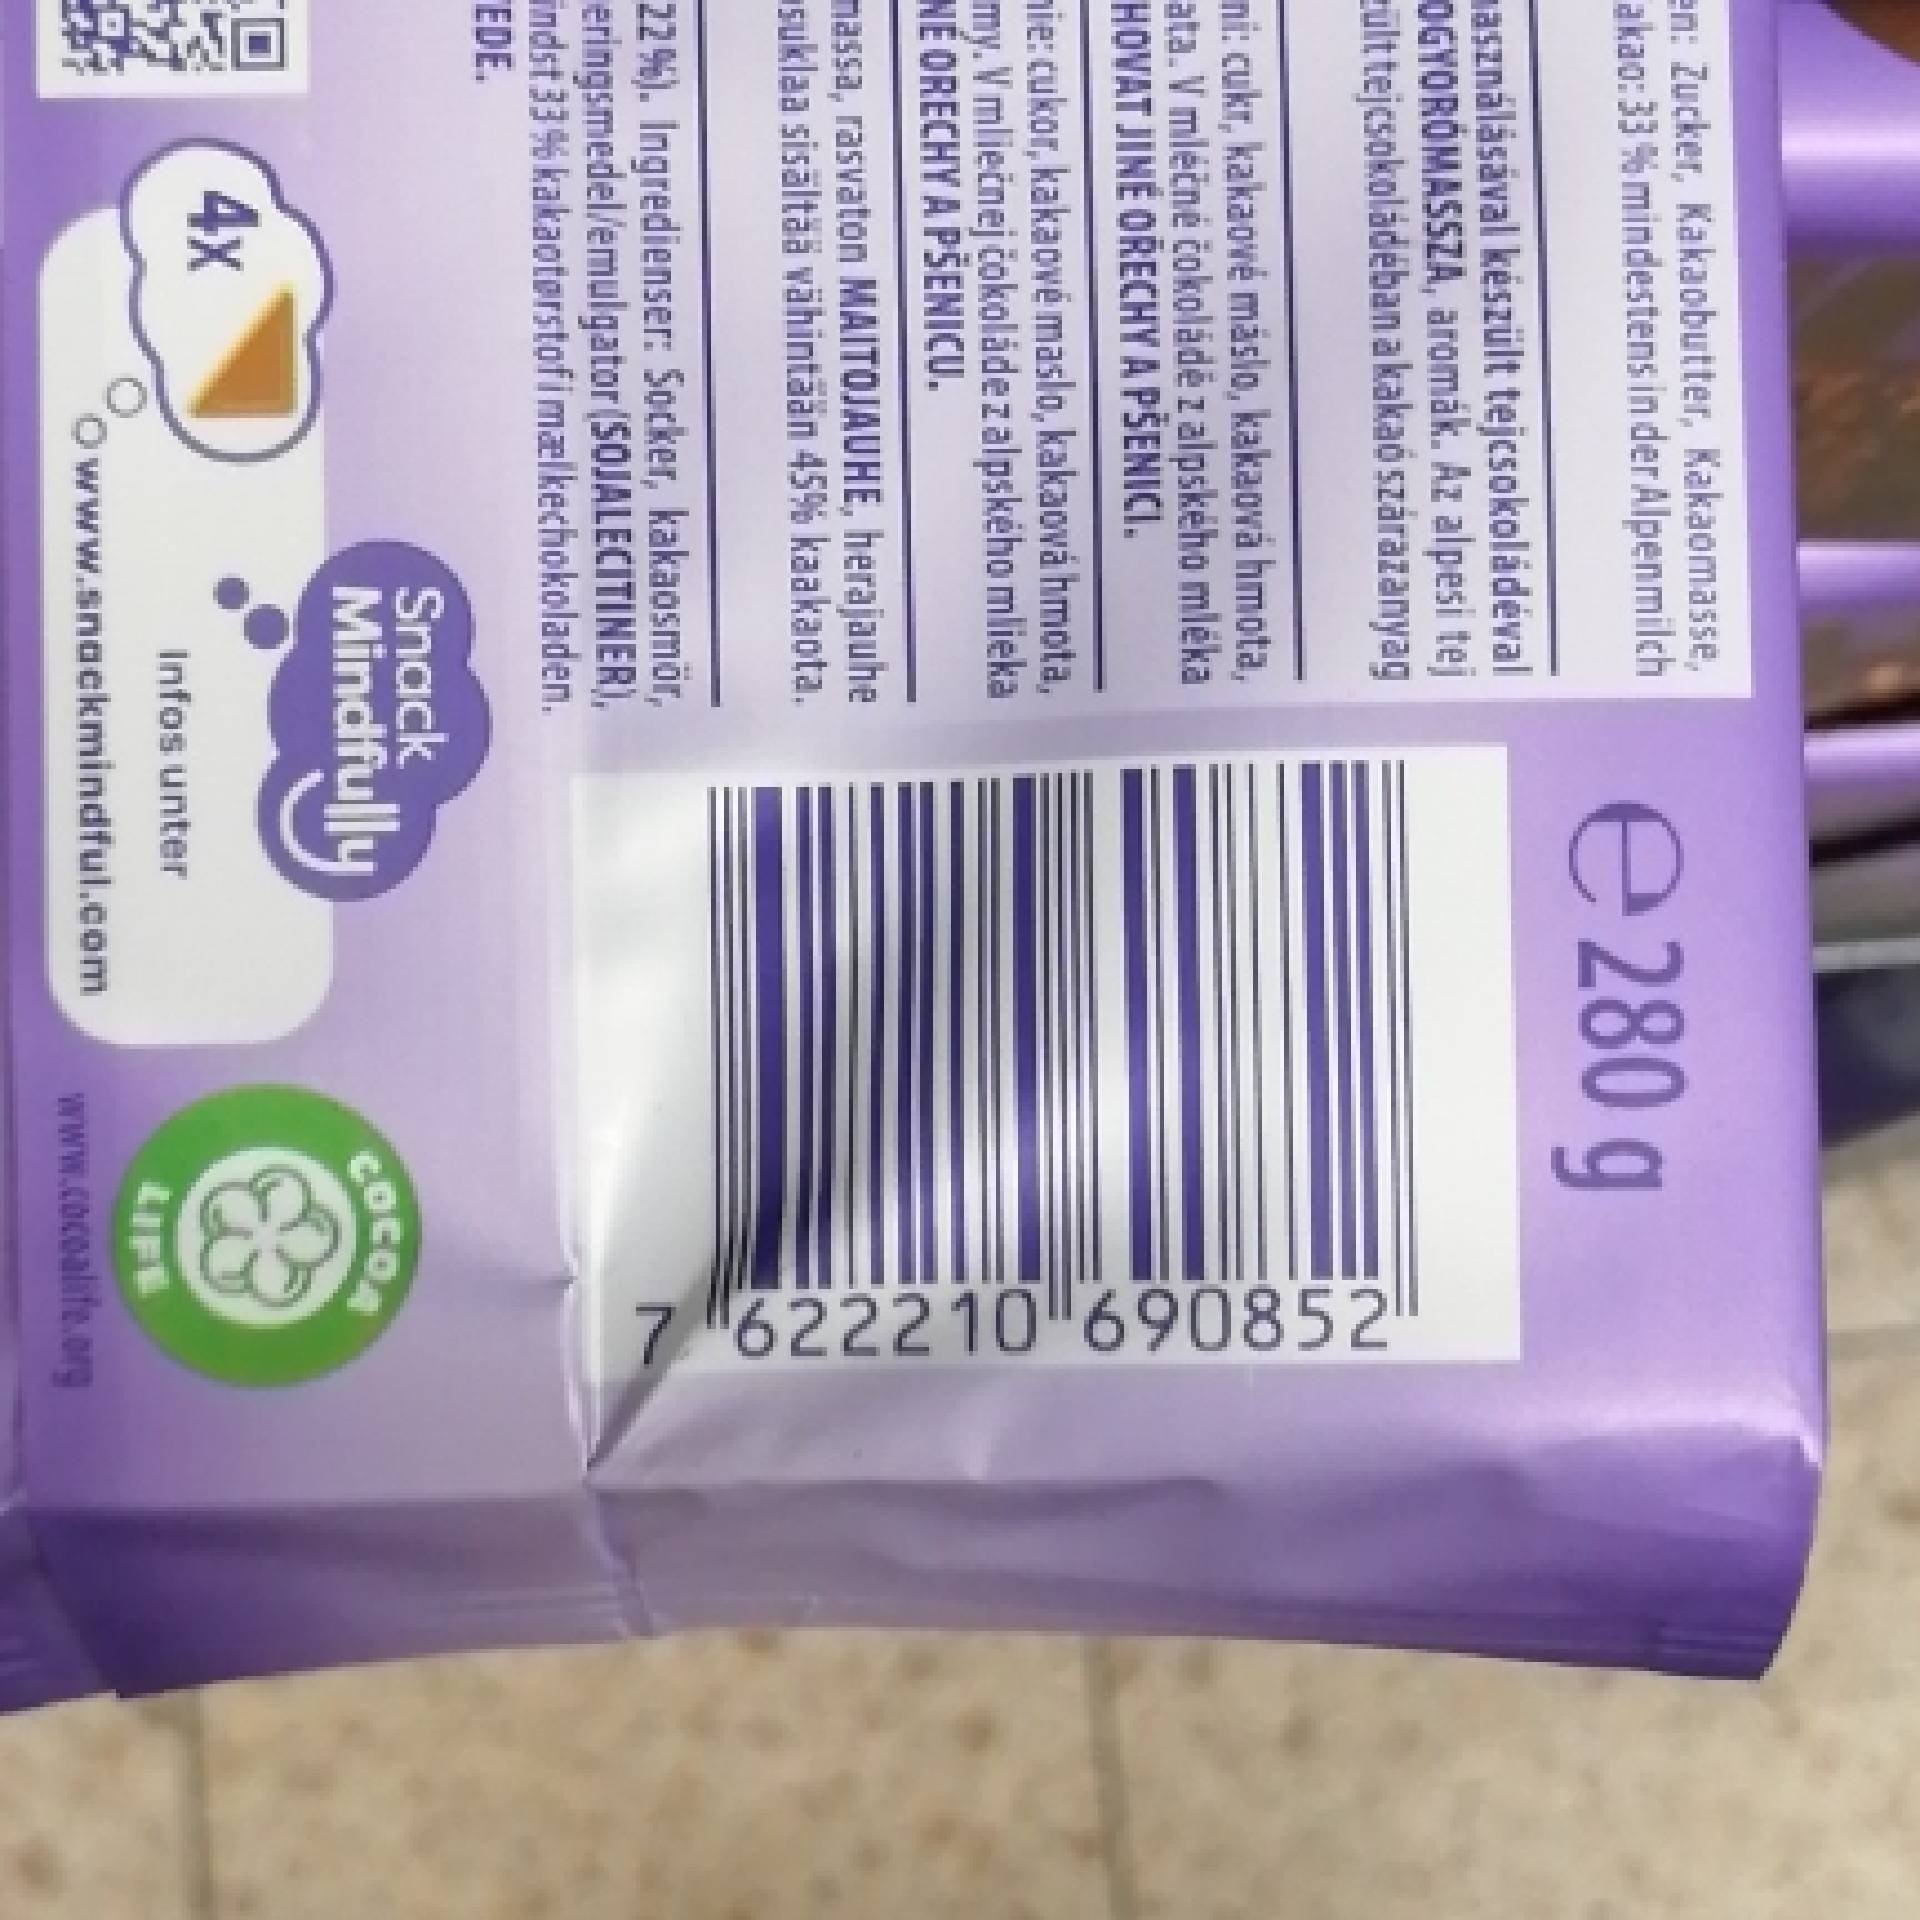 en: Zucker, Kakaobutter, Kakaomasse,
akao: 33 % mindestens in der Alpenmilch
használásával készült tejcsokoládéval
OGYORÓMASSZA, aromák. Az alpesi tej
zült tejcsokoládéban a kakaó szárazanyag
ní: cukr, kakaové máslo, kakaová hmota,
ata. V mléčné čokoládě z alpského mléka
HOVAT JINÉ OŘECHY A PŠENICI.
nie: cukor, kakaové maslo, kakaová hmota,
my. V mliečnej čokoláde z alpského mlieka
NÉ ORECHY A PŠENICU.
massa, rasvaton MAITOJAUHE, herajauhe
suklaa sisältää vähintään 45% kaakaota.
22 %). Ingredienser: Socker, kakaosmör,
eringsmedel/emulgator (SOJALECITINER),
indst 33 % kakaotørstof i mælkechokoladen.
TEDE.
e 280 g
7 622210 690852
4x
Snack
Mindfully
Infos unter
www.snackmindful.com
COCOA
LIFE
www.cocoalife.org